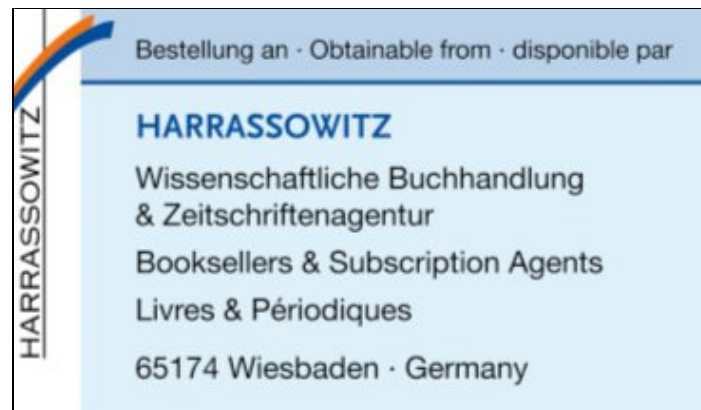 Bestellung an · Obtainable from · disponible par
HARRASSOWITZ
HARRASSOWITZ
Wissenschaftliche Buchhandlung
& Zeitschriftenagentur
Booksellers & Subscription Agents
Livres & Périodiques
65174 Wiesbaden · Germany